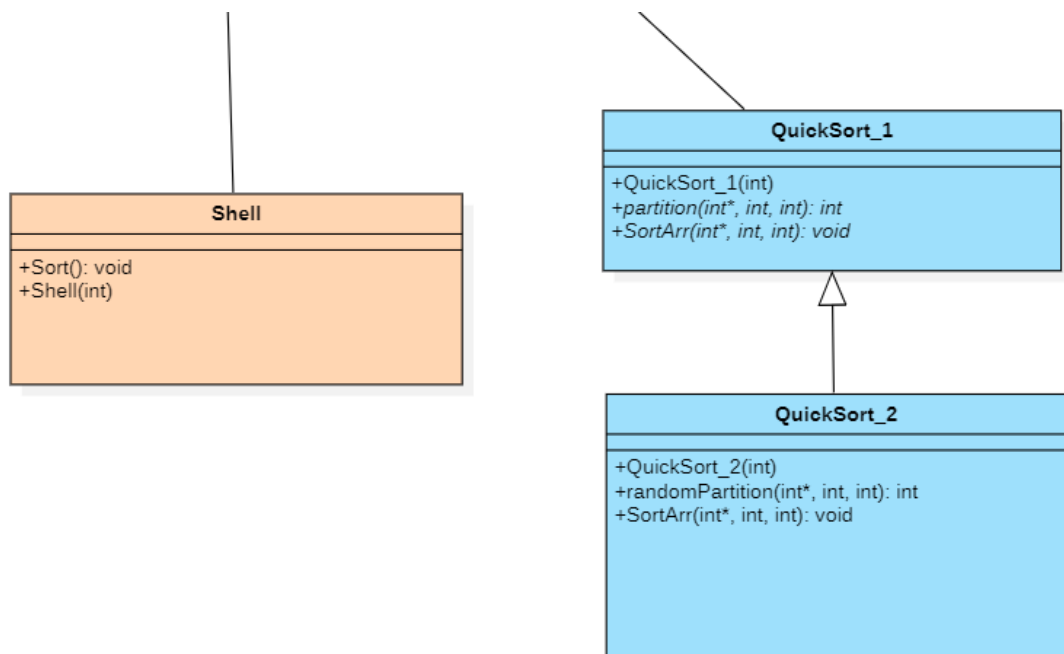 Shell
+Sort(): void
+Shell(int)
QuickSort_1
+QuickSort_1(int)
+partition(int*, int, int): int
+SortArr(int*, int, int): void
QuickSort_2
+QuickSort_2(int)
+randomPartition(int*, int, int): int
+SortArr(int*, int, int): void